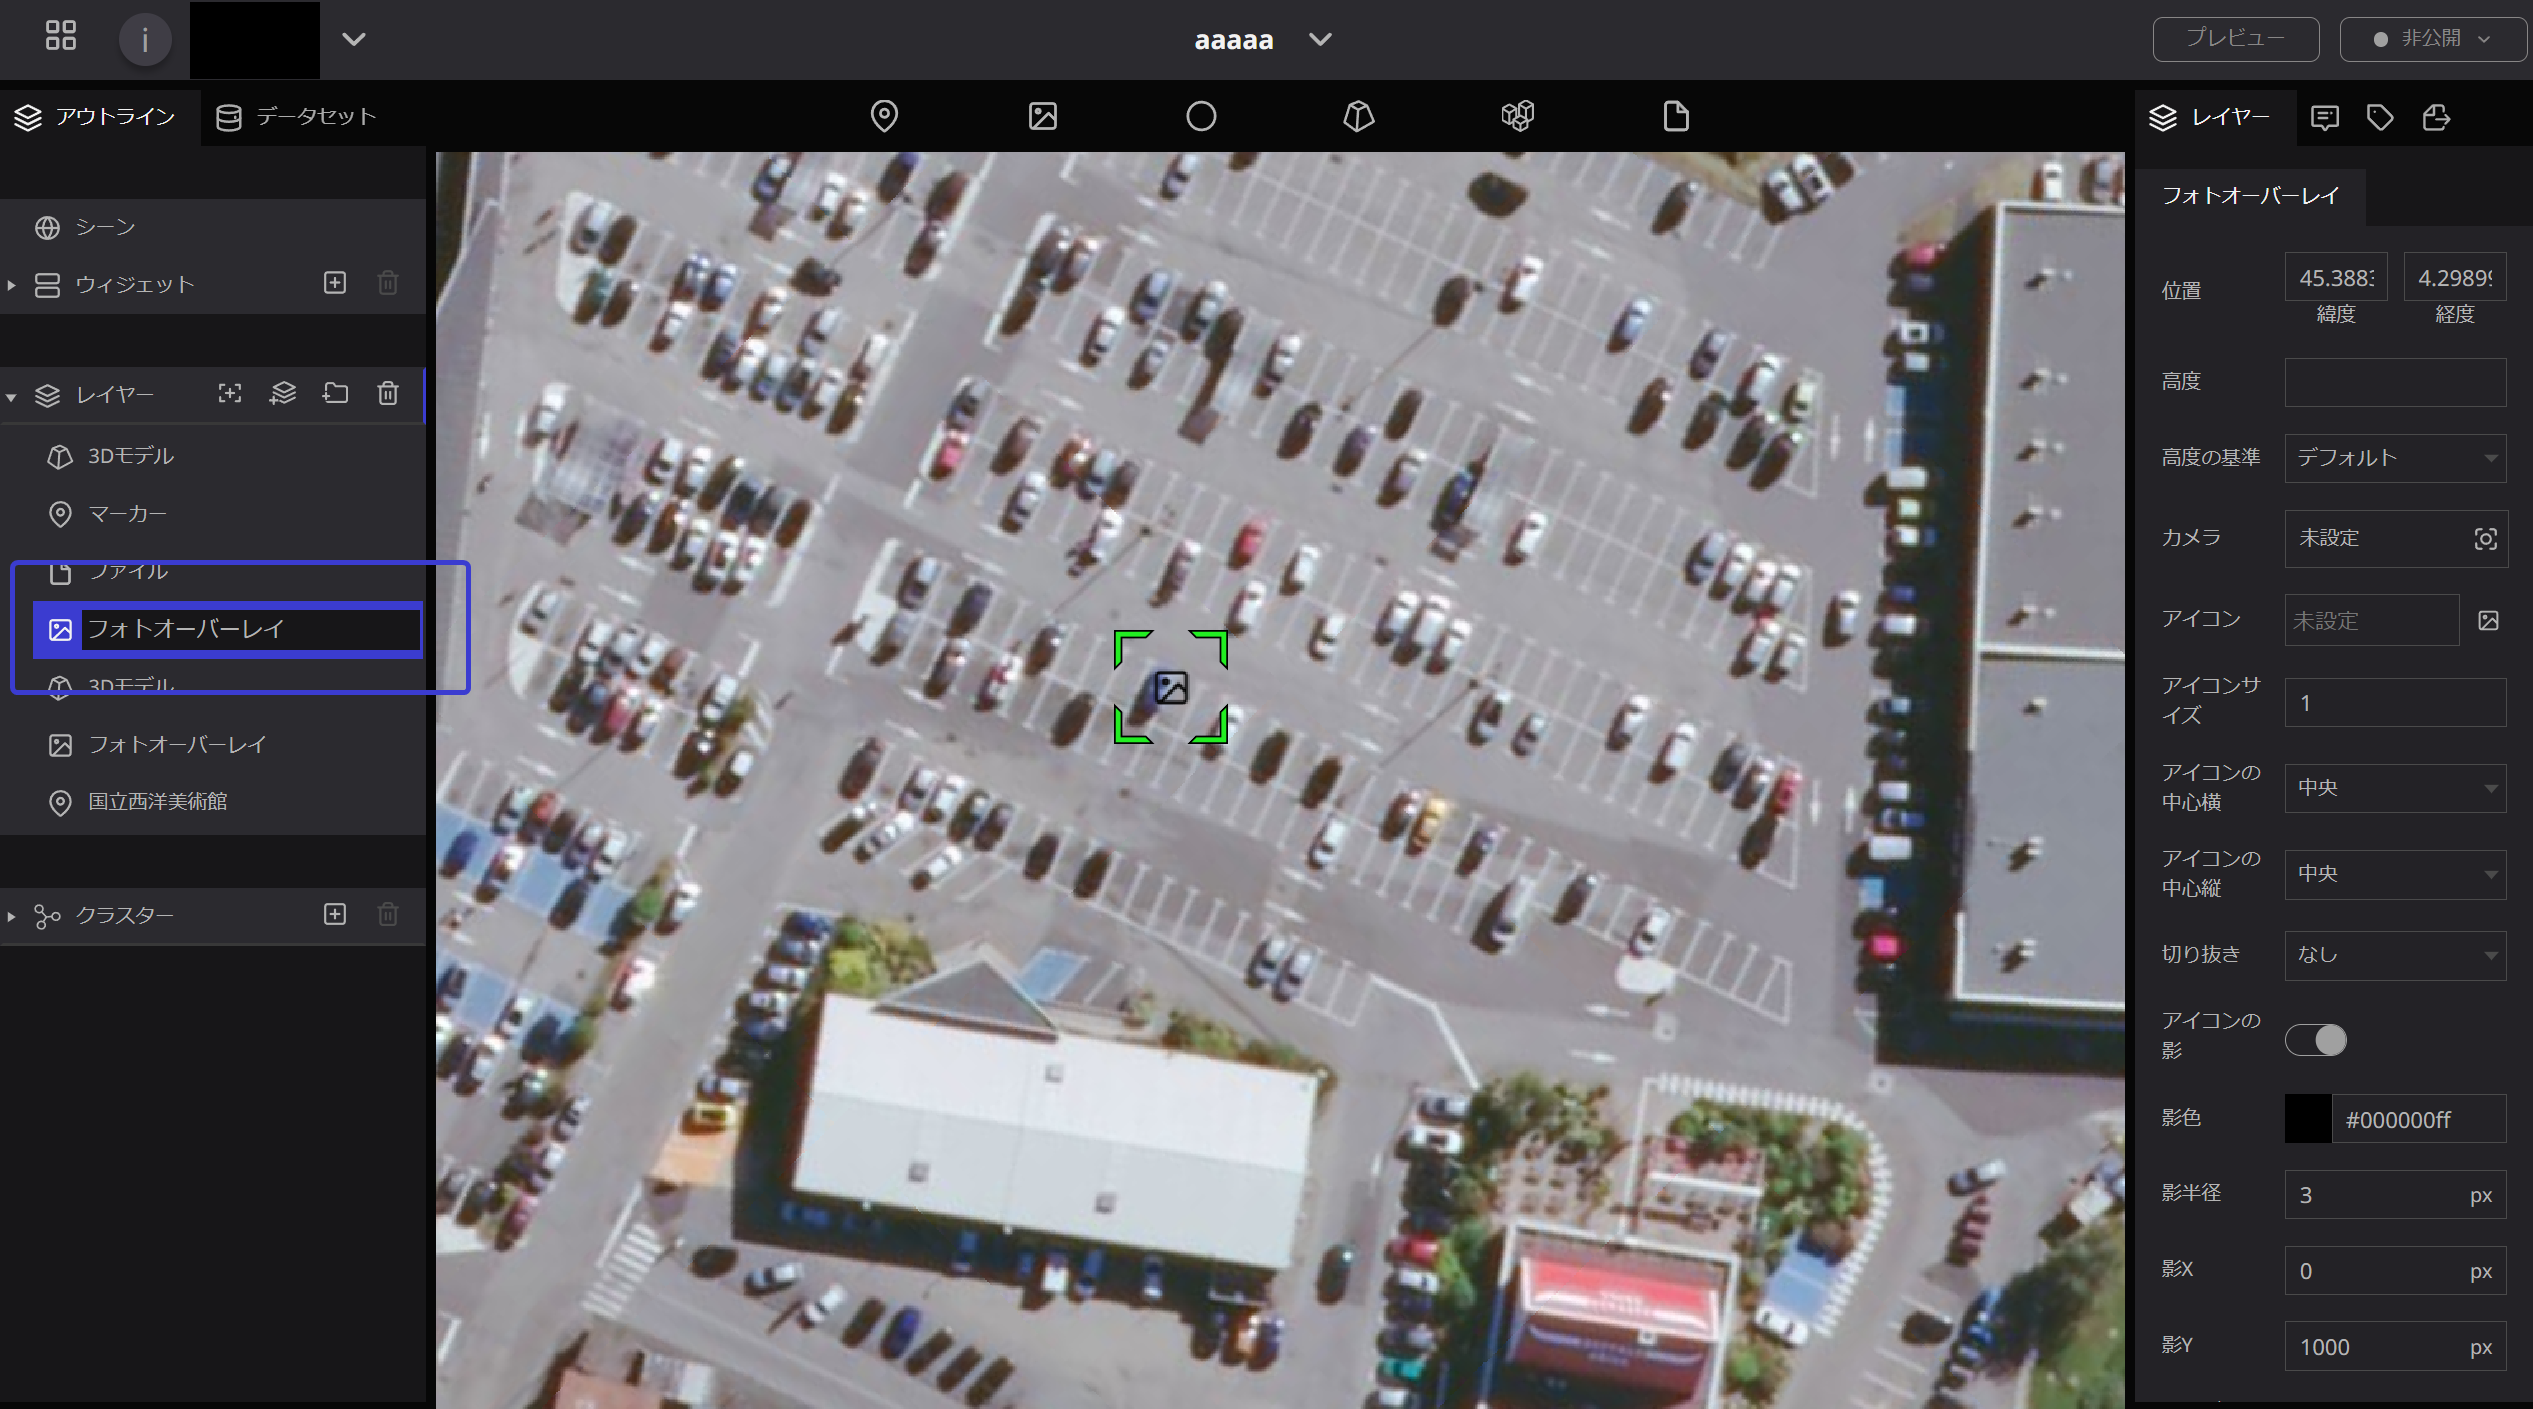 i
aaaaa
プレビュー
非公開
アウトライン
データセット
レイヤー
シーン
ウィジェット
レイヤー
3Dモデル
マーカー
ファイル
フォトオーバーレイ
3Dモデル
フォトオーバーレイ
国立西洋美術館
クラスター
フォトオーバーレイ
位置
45.3883
4.2989
緯度
経度
高度
高度の基準
デフォルト
カメラ
未設定
アイコン
未設定
アイコンサ
イズ
1
アイコンの
中心横
中央
アイコンの
中心縦
中央
切り抜き
なし
アイコンの
影
影色
#000000ff
影半径
3
px
影X
0
px
影Y
1000
px